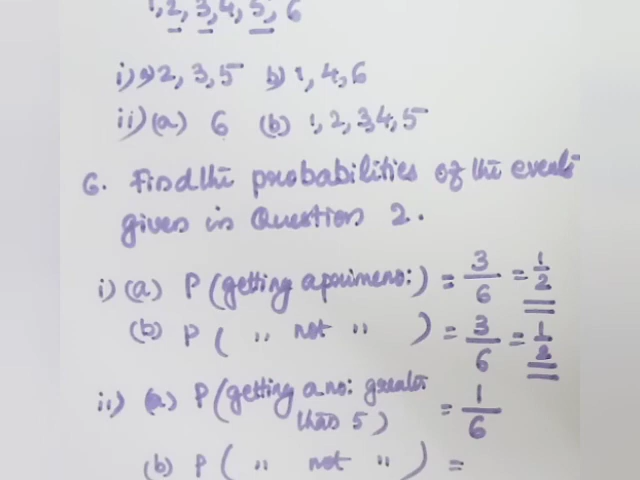 1, 2, 3, 4, 5, 6
i) a) 2, 3, 5 b) 1, 4, 6
ii) (a) 6 (b) 1, 2, 3, 4, 5
6. Find the probabilities of the events
given in Question 2.
i) (a) P (getting a prime no:) = 3/6 = 1/2
(b) P ( " not " ) = 3/6 = 1/2
ii) (a) P (getting a no: greater
than 5) = 1/6
(b) P ( " not " ) =